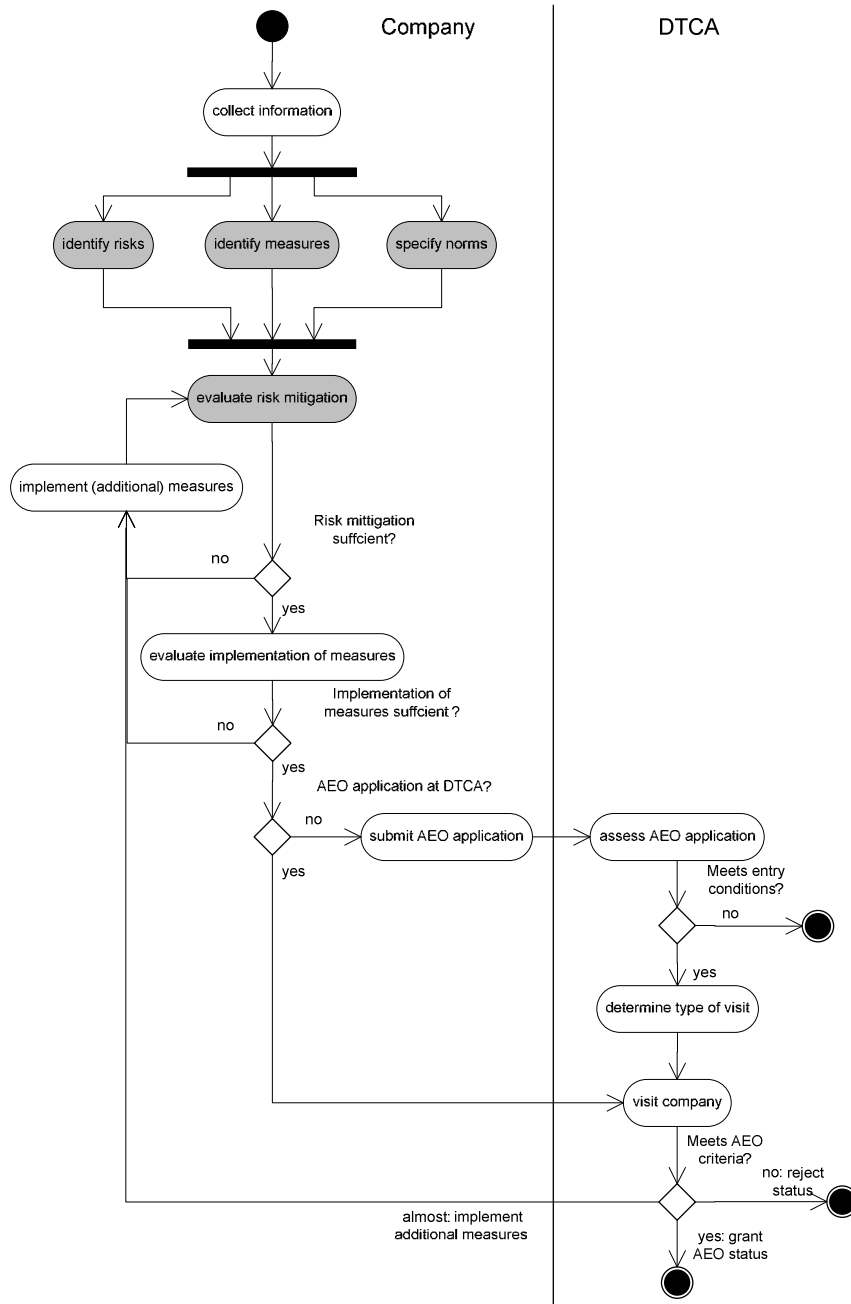 Company
DTCA
collect information
identify risks
identify measures
specify norms
evaluate risk mitigation
implement (additional) measures
Risk mittigation
suffcient?
no
yes
evaluate implementation of measures
Implementation of
measures suffcient ?
no
yes
AEO application at DTCA?
no
submit AEO application
assess AEO application
yes
Meets entry
conditions?
no
yes
determine type of visit
visit company
Meets AEO
criteria?
no: reject
status
almost: implement
additional measures
yes: grant
AEO status